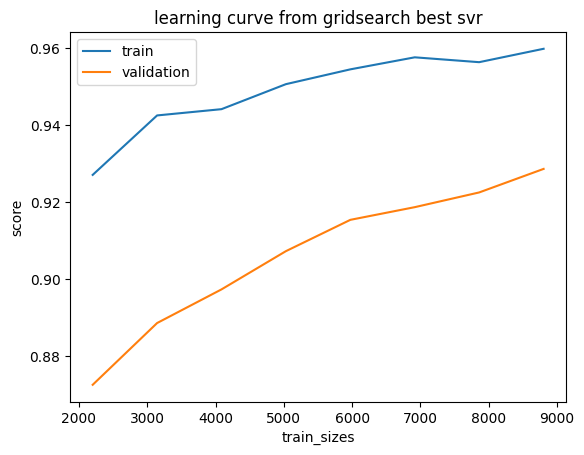 learning curve from gridsearch best svr
train
validation
0.96
0.94
0.92
0.90
0.88
score
2000 3000 4000 5000 6000 7000 8000 9000
train_sizes